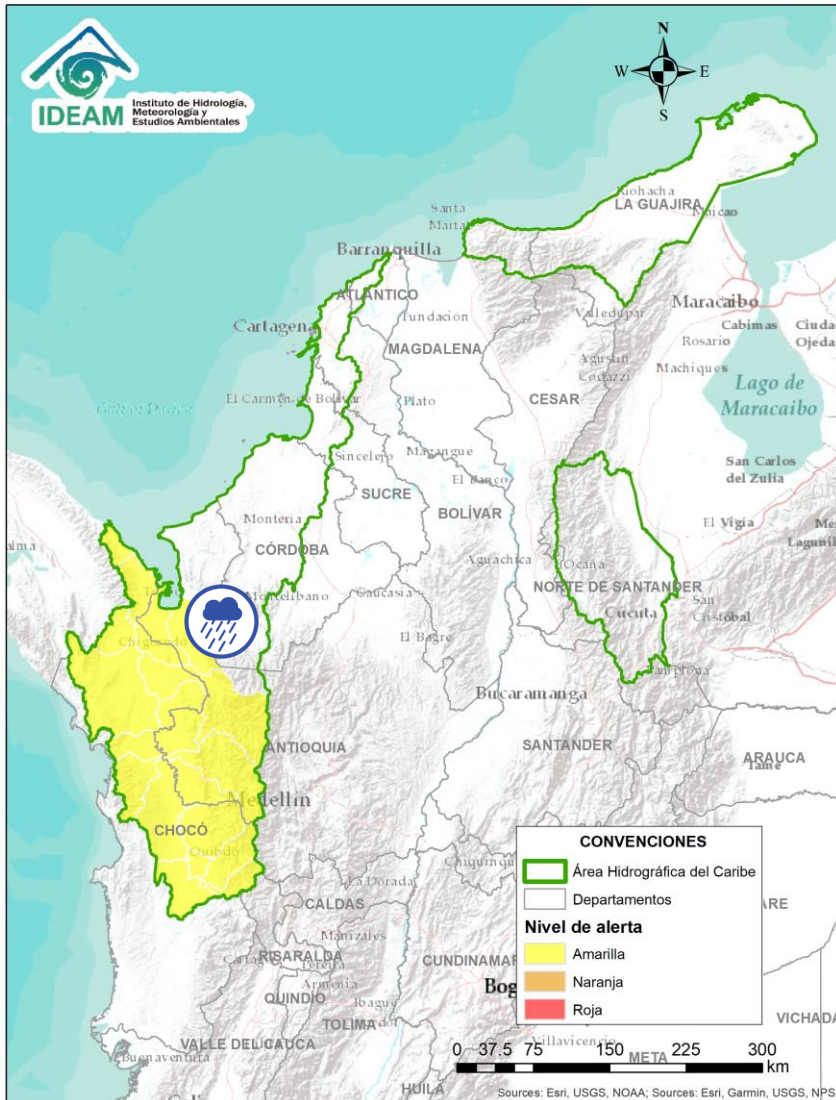 IDEAM
Instituto de Hidrología,
Meteorología y
Estudios Ambientales
N
W
E
S
Riohacha
LA GUAJIRA
Maicao
Santa
Marta
Barranquilla
ATLÁNTICO
Cartagena
Fundación
Valledupar
Maracaibo
Cabimas
Ciudad
Ojeda
Rosario
MAGDALENA
Agustín
Codazzi
Machiques
CESAR
Lago de
Maracaibo
El Carmen de Bolívar
Plato
Sincelejo
Magangué
San Carlos
del Zulia
SUCRE
El Banco
BOLÍVAR
Montería
CÓRDOBA
El Vigía
Aguachica
Ocaña
NORTE DE SANTANDER
Cúcuta
San
Cristóbal
Montelibano
Caucasia
El Bagre
Pamplona
Bucaramanga
ANTIOQUIA
SANTANDER
ARAUCA
Tame
Medellín
CHOCÓ
Quibdó
La Dorada
CALDAS
Manizales
RISARALDA
Pereira
Armenia
QUINDÍO
Ibagué
TOLIMA
VALLE DEL CAUCA
Buenaventura
HUILA
CUNDINAMAR
Bog
Villavicencio
META
VICHADA
CONVENCIONES
Área Hidrográfica del Caribe
Departamentos
Nivel de alerta
Amarilla
Naranja
Roja
0 37.5 75 150 225 300
km
Sources: Esri, USGS, NOAA; Sources: Esri, Garmin, USGS, NPS